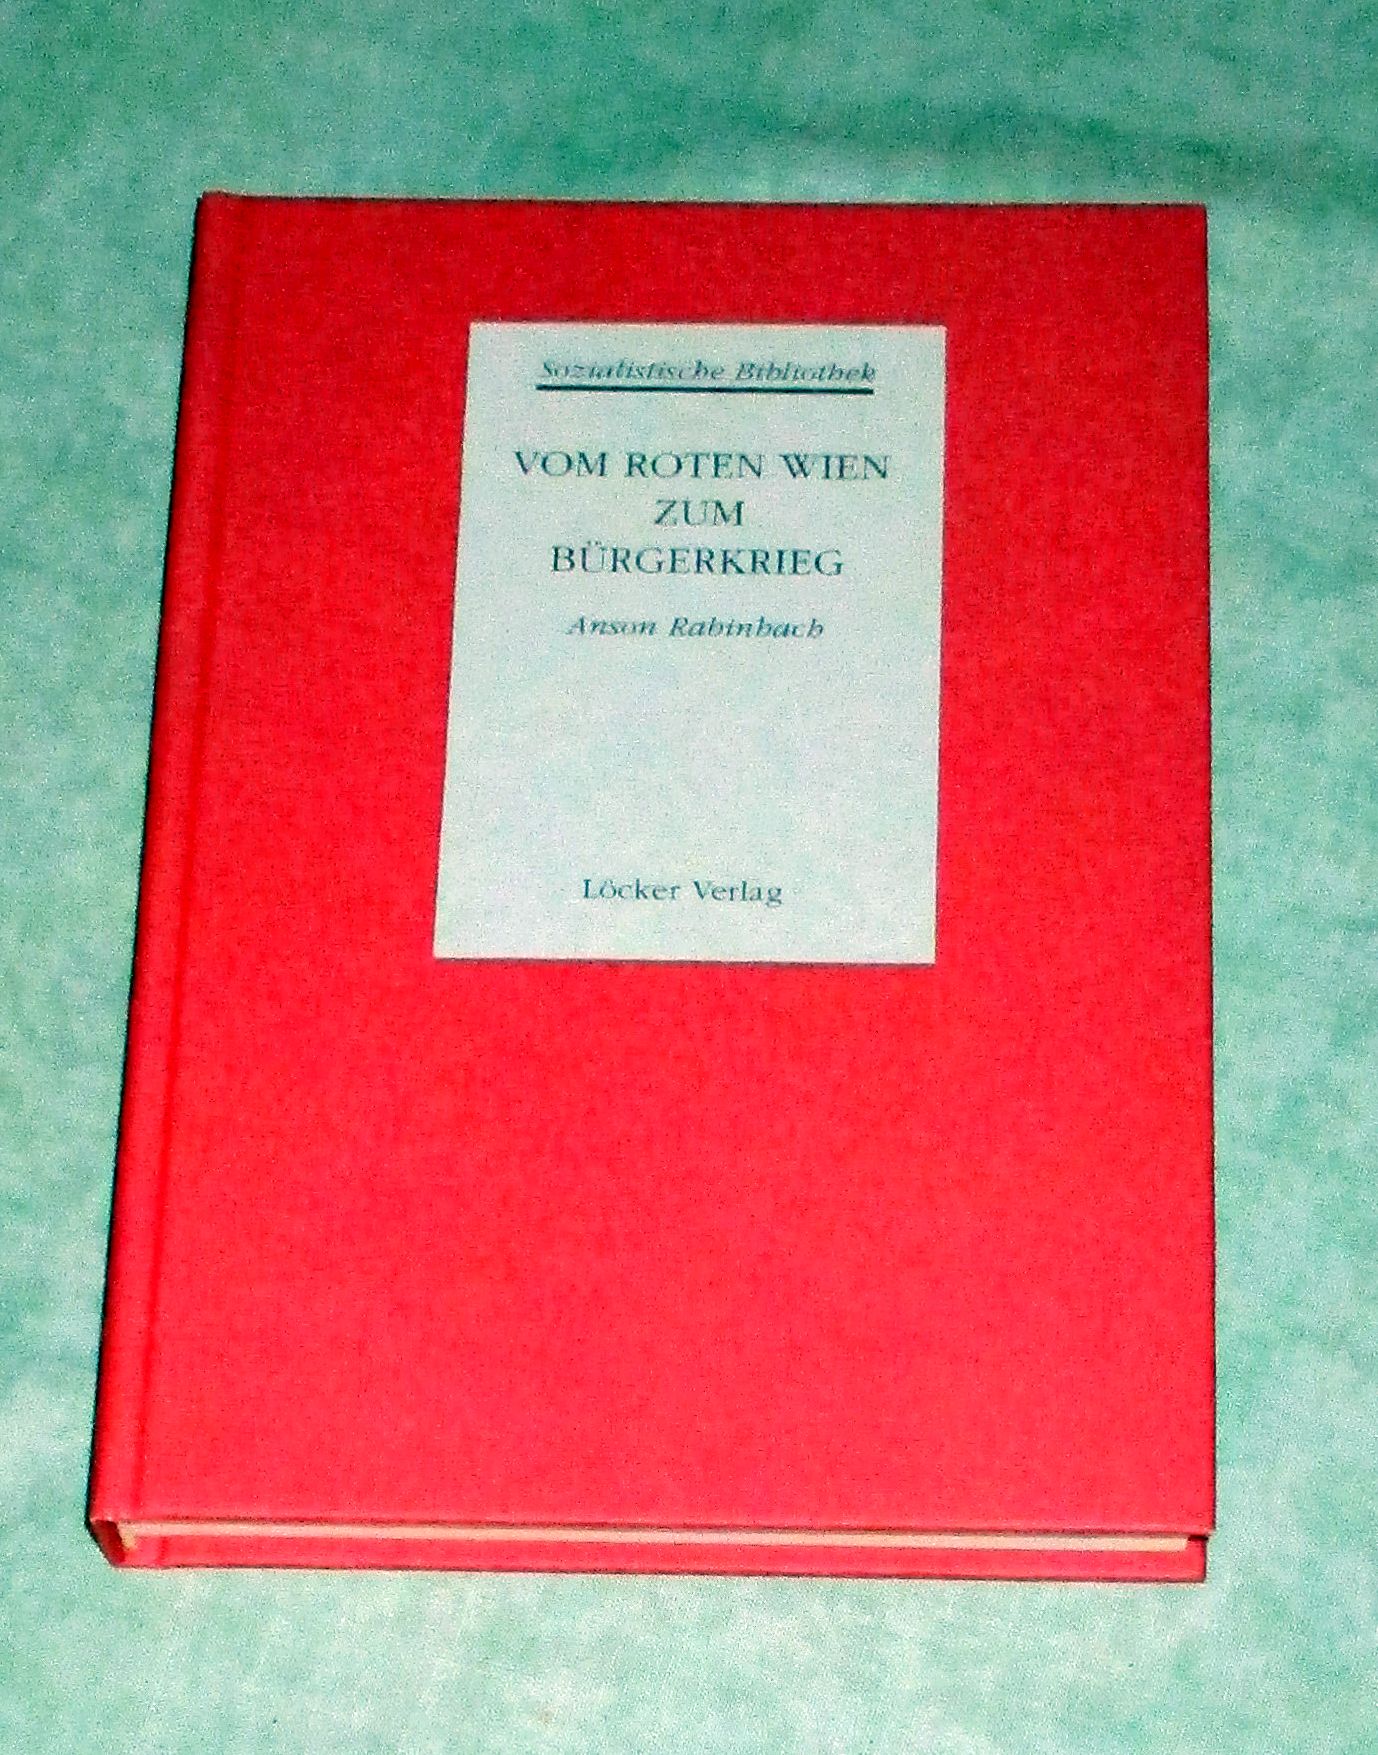 Sozialistische Bibliothek
VOM ROTEN WIEN
ZUM
BÜRGERKRIEG
Anson Rabinbach
Löcker Verlag